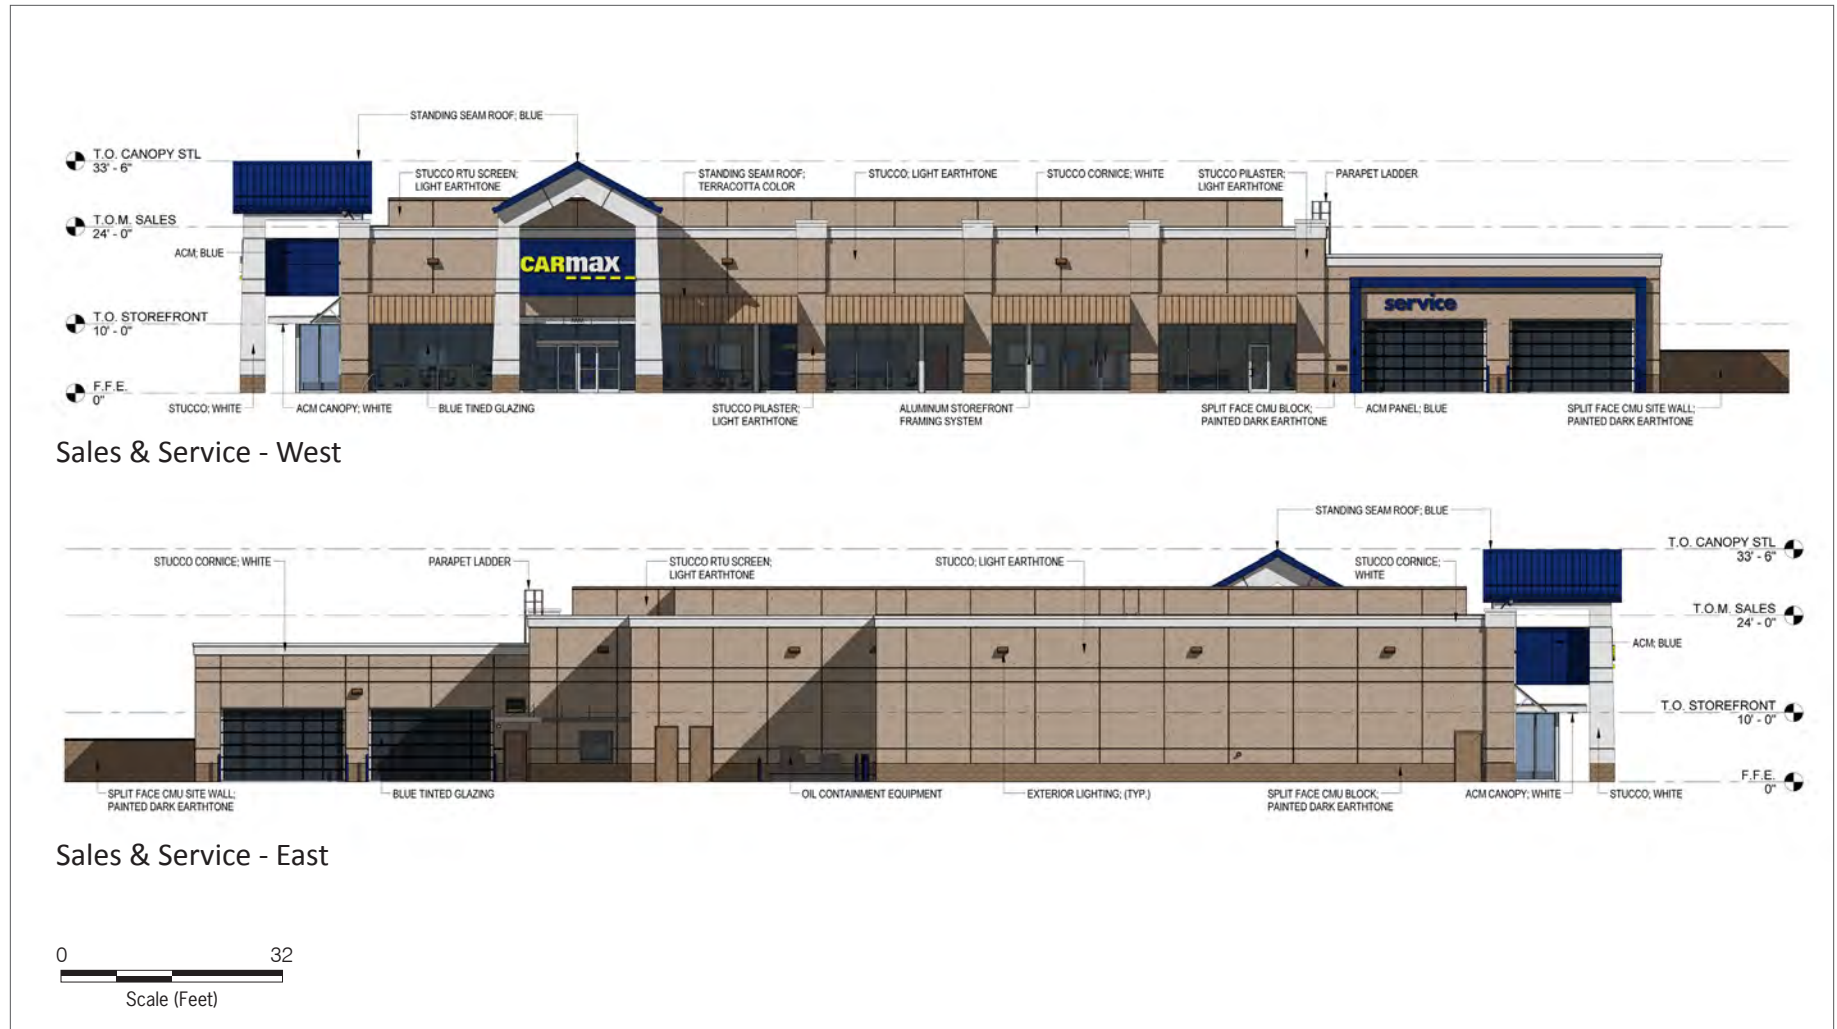 STANDING SEAM ROOF; BLUE
T.O. CANOPY STL
33' - 6"
STUCCO RTU SCREEN;
LIGHT EARTHTONE
STANDING SEAM ROOF;
TERRACOTTA COLOR
STUCCO; LIGHT EARTHTONE
STUCCO CORNICE; WHITE
STUCCO PILASTER;
LIGHT EARTHTONE
PARAPET LADDER
T.O.M. SALES
24' - 0"
ACM; BLUE
CARMAX
service
T.O. STOREFRONT
10' - 0"
F.F.E.
0"
STUCCO; WHITE
ACM CANOPY; WHITE
BLUE TINED GLAZING
STUCCO PILASTER;
LIGHT EARTHTONE
ALUMINUM STOREFRONT
FRAMING SYSTEM
SPLIT FACE CMU BLOCK;
PAINTED DARK EARTHTONE
ACM PANEL; BLUE
SPLIT FACE CMU SITE WALL;
PAINTED DARK EARTHTONE
Sales & Service - West
STANDING SEAM ROOF; BLUE
STUCCO CORNICE; WHITE
PARAPET LADDER
STUCCO RTU SCREEN;
LIGHT EARTHTONE
STUCCO; LIGHT EARTHTONE
STUCCO CORNICE;
WHITE
T.O. CANOPY STL
33' - 6"
T.O.M. SALES
24' - 0"
ACM; BLUE
T.O. STOREFRONT
10' - 0"
F.F.E.
0"
SPLIT FACE CMU SITE WALL;
PAINTED DARK EARTHTONE
BLUE TINTED GLAZING
OIL CONTAINMENT EQUIPMENT
EXTERIOR LIGHTING; (TYP.)
SPLIT FACE CMU BLOCK;
PAINTED DARK EARTHTONE
ACM CANOPY; WHITE
STUCCO; WHITE
Sales & Service - East
0 32
Scale (Feet)